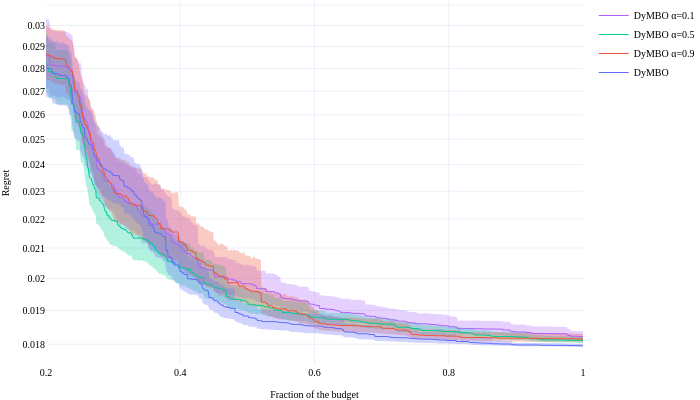 0.03
0.029
0.028
0.027
0.026
0.025
0.024
0.023
0.022
0.021
0.02
0.019
0.018
Regret
0.2 0.4 0.6 0.8 1
Fraction of the budget
DyMBO α=0.1
DyMBO α=0.5
DyMBO α=0.9
DyMBO